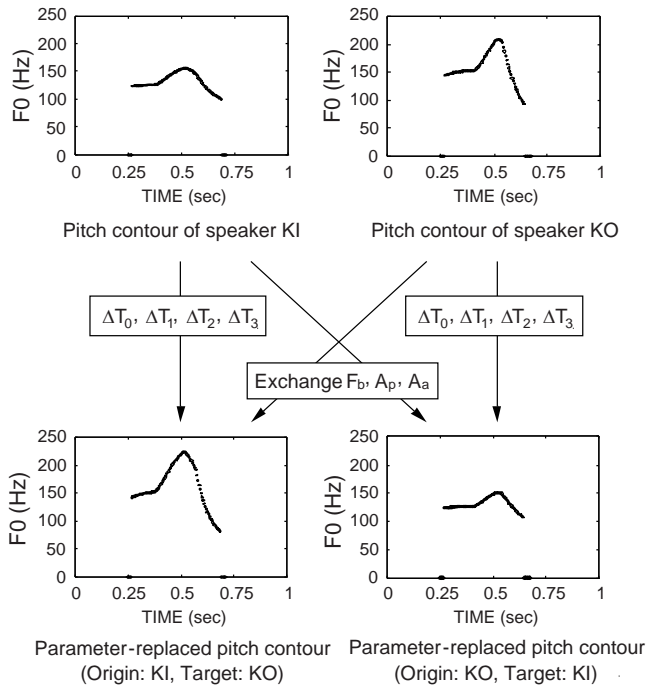 250
200
150
100
50
0
F0 (Hz)
0 0.25 0.5 0.75 1
TIME (sec)
Pitch contour of speaker KI
250
200
150
100
50
0
F0 (Hz)
0 0.25 0.5 0.75 1
TIME (sec)
Pitch contour of speaker KO
ΔT₀, ΔT₁, ΔT₂, ΔT₃
ΔT₀, ΔT₁, ΔT₂, ΔT₃
Exchange Fb, Ap, Aa
250
200
150
100
50
0
F0 (Hz)
0 0.25 0.5 0.75 1
TIME (sec)
Parameter-replaced pitch contour
(Origin: KI, Target: KO)
250
200
150
100
50
0
F0 (Hz)
0 0.25 0.5 0.75 1
TIME (sec)
Parameter-replaced pitch contour
(Origin: KO, Target: KI)